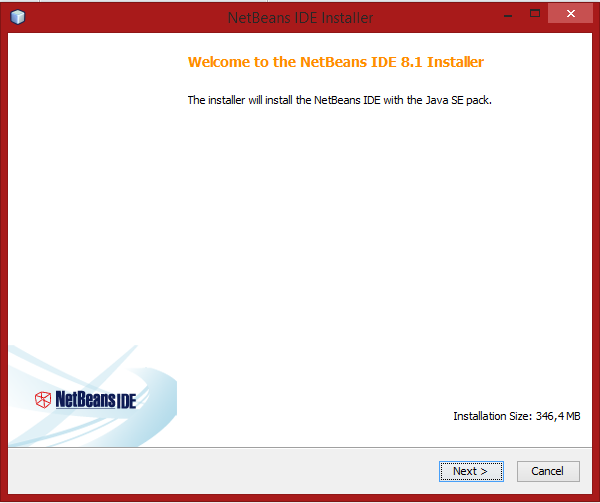 NetBeans IDE Installer
Welcome to the NetBeans IDE 8.1 Installer
The installer will install the NetBeans IDE with the Java SE pack.
NetBeans IDE
Installation Size: 346,4 MB
Next >
Cancel